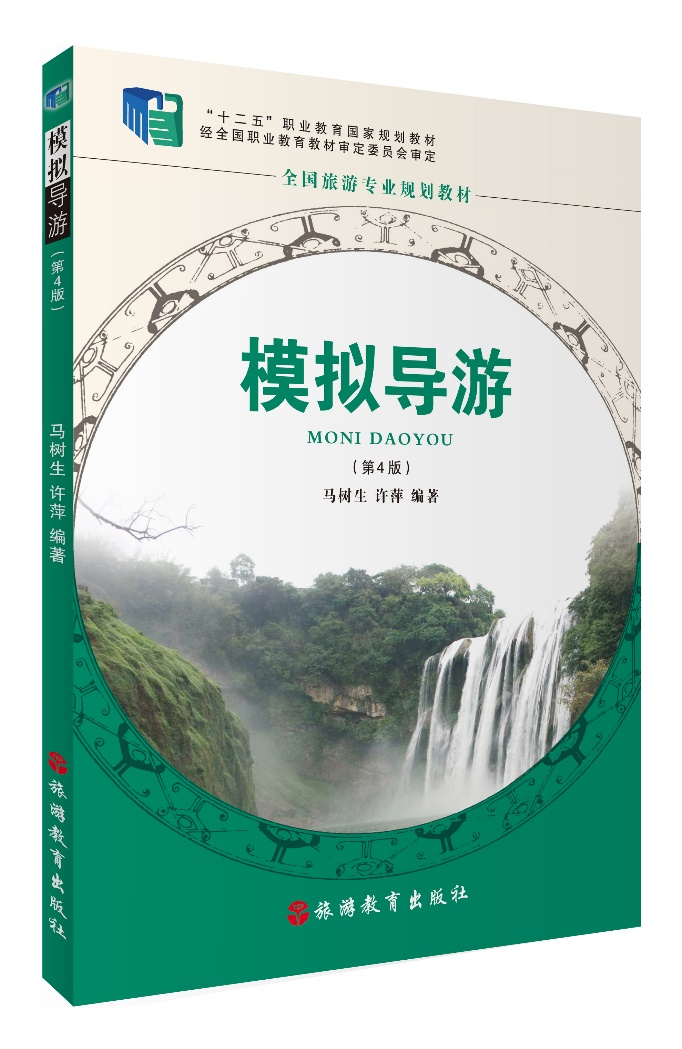 “十二五”职业教育国家规划教材
经全国职业教育教材审定委员会审定
全国旅游专业规划教材
模拟导游
MONI DAOYOU
（第4版）
马树生 许萍 编著
旅游教育出版社
模拟导游
（第4版）
马树生 许萍 编著
旅游教育出版社